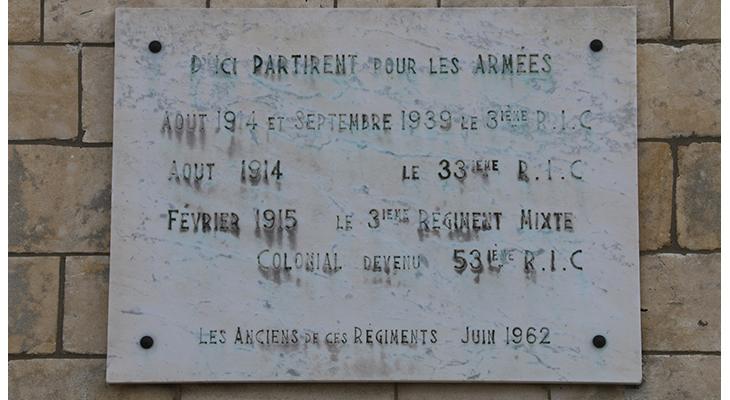 D'ICI PARTIRENT POUR LES ARMÉES
AOUT 1914 ET SEPTEMBRE 1939 LE 3IÈME R.I.C
AOUT 1914 LE 33IÈME R.I.C
FÉVRIER 1915 LE 3IEME RÉGIMENT MIXTE
COLONIAL DEVENU 53IÈME R.I.C
LES ANCIENS DE CES RÉGIMENTS JUIN 1962